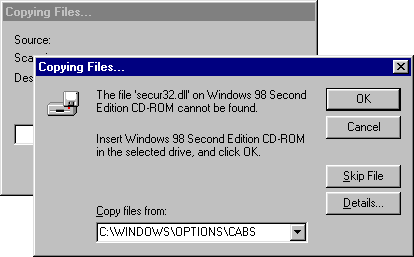 Copying Files...
Source:
Copying Files...
The file 'secur32.dll' on Windows 98 Second
Edition CD-ROM cannot be found.
Insert Windows 98 Second Edition CD-ROM
in the selected drive, and click OK.
Copy files from:
C:\WINDOWS\OPTIONS\CABS
OK
Cancel
Skip File
Details...